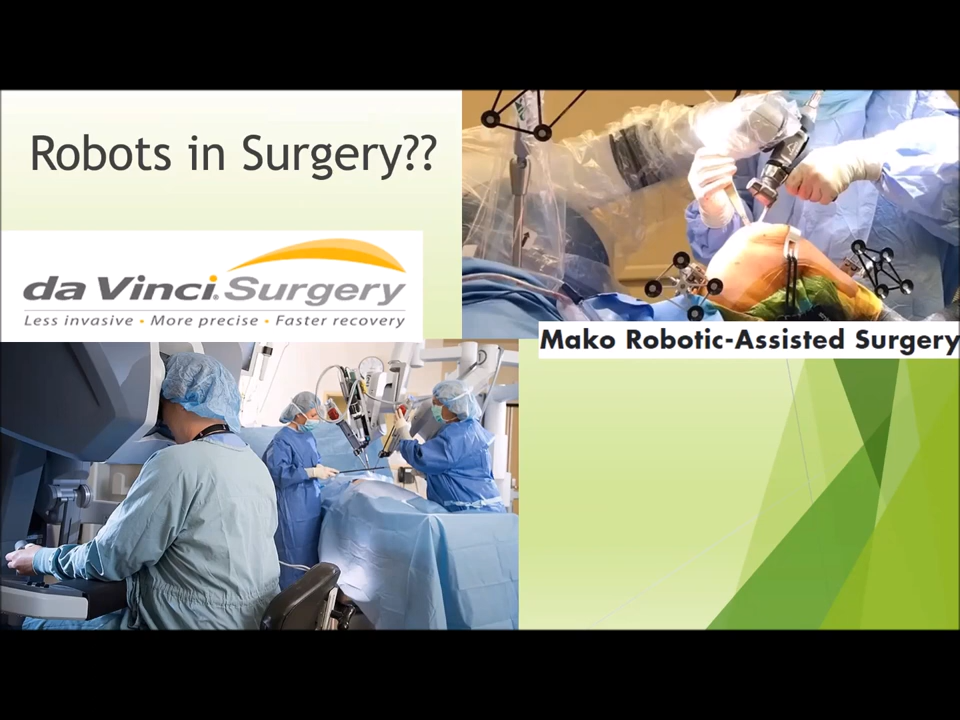 Robots in Surgery??
da Vinci.Surgery
Less invasive • More precise • Faster recovery
Mako Robotic-Assisted Surgery